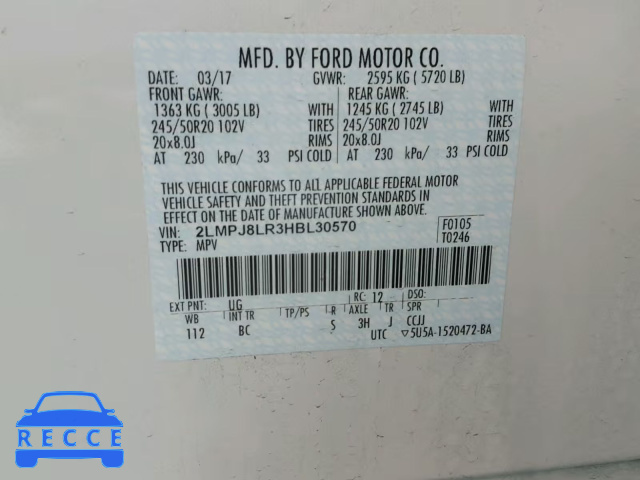 MFD. BY FORD MOTOR CO.
DATE: 03/17 GVWR: 2595 KG ( 5720 LB)
FRONT GAWR: REAR GAWR:
1363 KG ( 3005 LB) WITH 1245 KG ( 2745 LB) WITH
245/50R20 102V TIRES 245/50R20 102V TIRES
20x8.0J RIMS 20x8.0J RIMS
AT 230 kPa/ 33 PSI COLD AT 230 kPa/ 33 PSI COLD
THIS VEHICLE CONFORMS TO ALL APPLICABLE FEDERAL MOTOR
VEHICLE SAFETY AND THEFT PREVENTION STANDARDS IN
EFFECT ON THE DATE OF MANUFACTURE SHOWN ABOVE.
VIN: 2LMPJ8LR3HBL30570 F0105
TYPE: MPV T0246
EXT PNT: UG RC: 12 DSO:
WB INT TR TP/PS R AXLE TR SPR
112 BC S 3H J CCJJ
UTC ▽5U5A-1520472-BA
RECCE